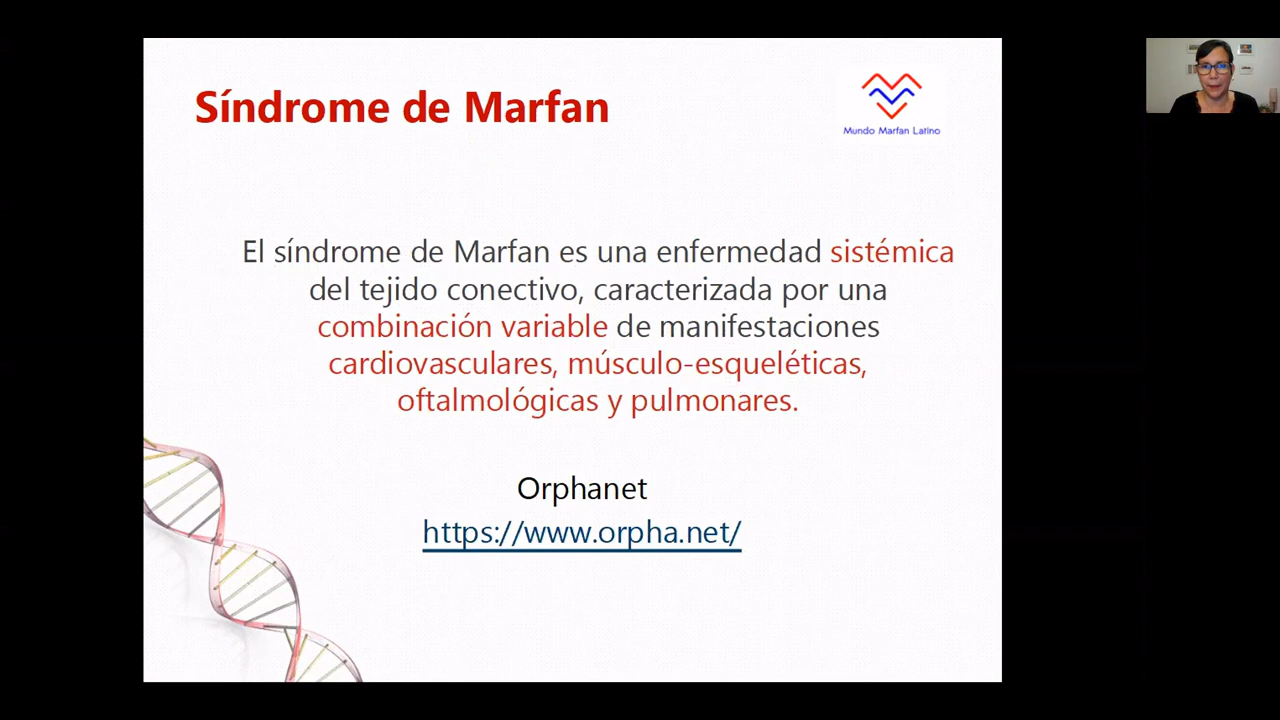 Síndrome de Marfan
Mundo Marfan Latino
El síndrome de Marfan es una enfermedad sistémica
del tejido conectivo, caracterizada por una
combinación variable de manifestaciones
cardiovasculares, músculo-esqueléticas,
oftalmológicas y pulmonares.
Orphanet
https://www.orpha.net/